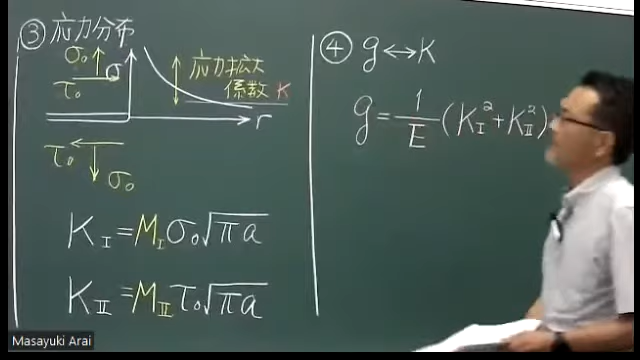 ③ 応力分布
σ₀
τ₀
σ
応力拡大
係数 K
r
τ₀
σ₀
K_I = M_I σ₀ √πa
K_II = M_II τ₀ √πa
④ g ↔ K
g = 1/E (K_I² + K_II²)
Masayuki Arai